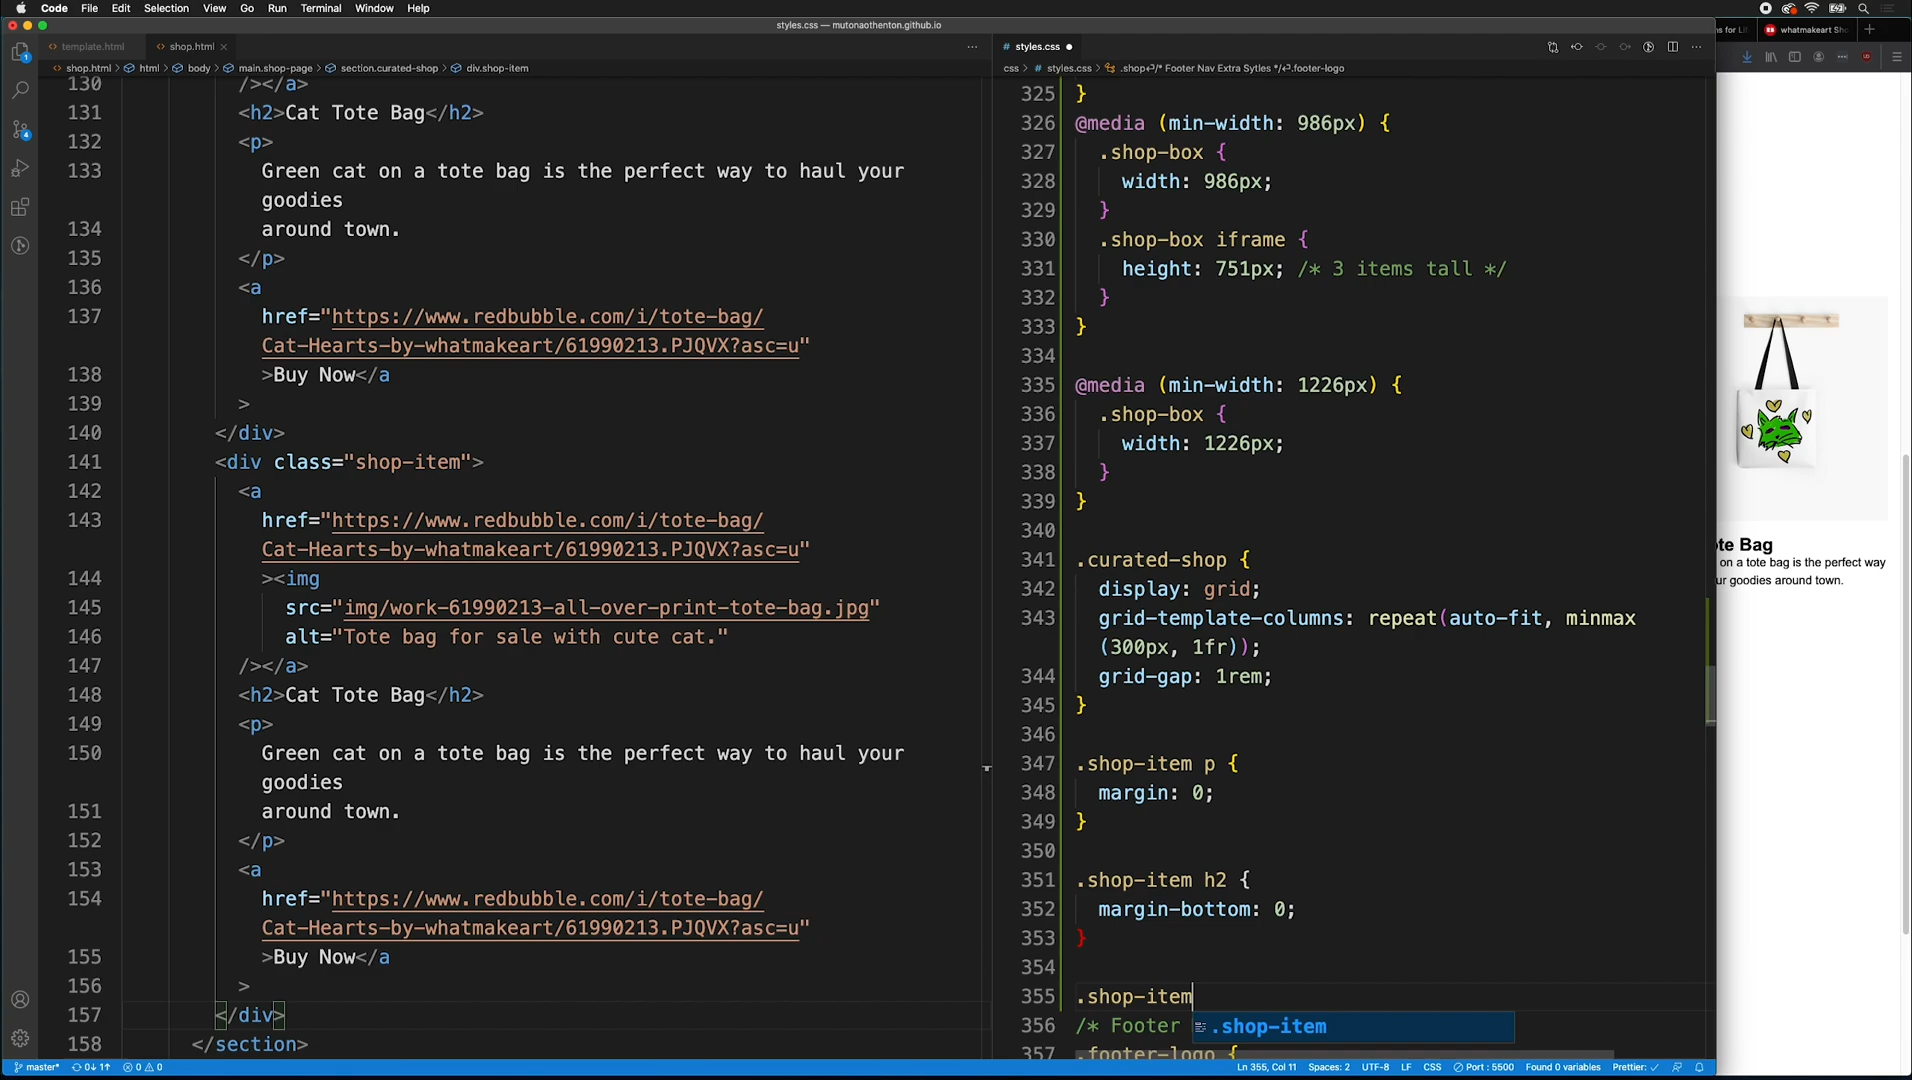 Code File Edit Selection View Go Run Terminal Window Help
styles.css — mutonaothenton.github.io
template.html shop.html
shop.html html body main.shop-page section.curated-shop div.shop-item
130 /></a>
131 <h2>Cat Tote Bag</h2>
132 <p>
133 Green cat on a tote bag is the perfect way to haul your
goodies
134 around town.
135 </p>
136 <a
137 href="https://www.redbubble.com/i/tote-bag/
Cat-Hearts-by-whatmakeart/61990213.PJQVX?asc=u"
138 >Buy Now</a
139 >
140 </div>
141 <div class="shop-item">
142 <a
143 href="https://www.redbubble.com/i/tote-bag/
Cat-Hearts-by-whatmakeart/61990213.PJQVX?asc=u"
144 ><img
145 src="img/work-61990213-all-over-print-tote-bag.jpg"
146 alt="Tote bag for sale with cute cat."
147 /></a>
148 <h2>Cat Tote Bag</h2>
149 <p>
150 Green cat on a tote bag is the perfect way to haul your
goodies
151 around town.
152 </p>
153 <a
154 href="https://www.redbubble.com/i/tote-bag/
Cat-Hearts-by-whatmakeart/61990213.PJQVX?asc=u"
155 >Buy Now</a
156 >
157 </div>
158 </section>
# styles.css
css # styles.css .shop↵/* Footer Nav Extra Sytles */↵.footer-logo
325 }
326 @media (min-width: 986px) {
327 .shop-box {
328 width: 986px;
329 }
330 .shop-box iframe {
331 height: 751px; /* 3 items tall */
332 }
333 }
334
335 @media (min-width: 1226px) {
336 .shop-box {
337 width: 1226px;
338 }
339 }
340
341 .curated-shop {
342 display: grid;
343 grid-template-columns: repeat(auto-fit, minmax
(300px, 1fr));
344 grid-gap: 1rem;
345 }
346
347 .shop-item p {
348 margin: 0;
349 }
350
351 .shop-item h2 {
352 margin-bottom: 0;
353 }
354
355 .shop-item
.shop-item
356 /* Footer
357 .footer-logo {
ns for Li whatmakeart Sho
ote Bag
on a tote bag is the perfect way
ur goodies around town.
master* 0↓ 1↑ 0 0 Ln 355, Col 11 Spaces: 2 UTF-8 LF CSS Port : 5500 Found 0 variables Prettier: ✓